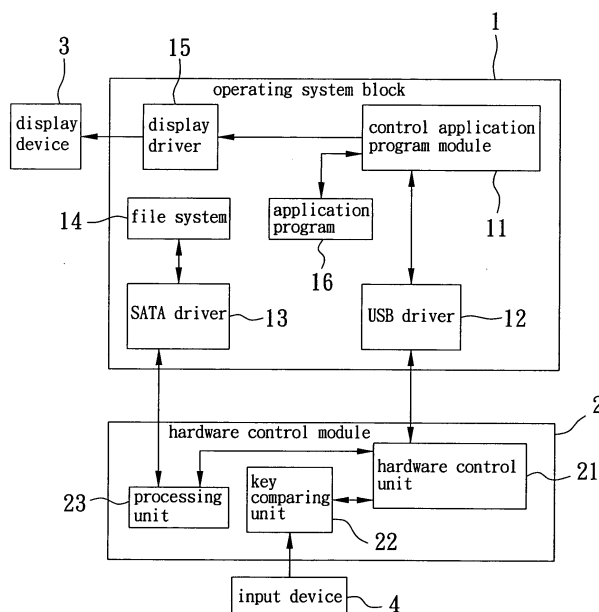 1
3
15
operating system block
display
device
display
driver
control application
program module
14
file system
application
program
11
16
SATA driver
13
USB driver
12
2
hardware control module
hardware control
unit
21
key
comparing
unit
23
processing
unit
22
input device
4